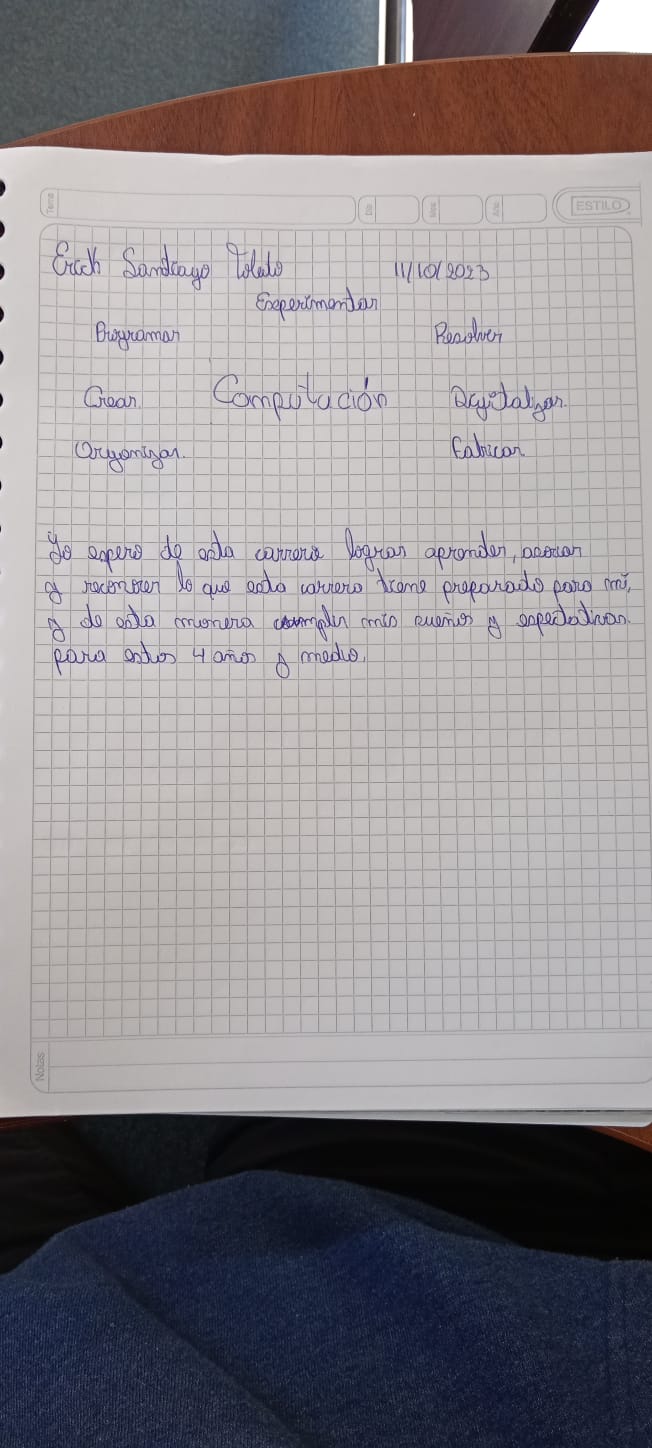 Tema
Día
Mes
Año
ESTILO
Erick Santiago Toledo 11/10/2023
Experimentar
Programar Resolver
Crear Computación Digitalizar.
Organizar. Fabricar
Yo espero de esta carrera lograr aprender,
y reconocer lo que esta carrera tiene preparado para mí,
y de esta manera cumplir mis sueños y expectativas.
para estos 4 años y medio.
Notas